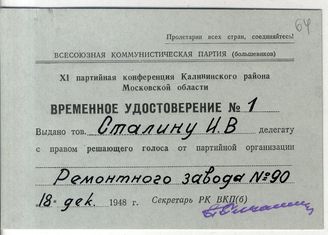 64
Пролетарии всех стран, соединяйтесь!
ВСЕСОЮЗНАЯ КОММУНИСТИЧЕСКАЯ ПАРТИЯ (большевиков)
XI партийная конференция Калининского района
Московской области
ВРЕМЕННОЕ УДОСТОВЕРЕНИЕ № 1
Выдано тов. Сталину И.В делегату
с правом решающего голоса от партийной организации
Ремонтного завода № 90
18 дек. 1948 г. Секретарь РК ВКП(б)